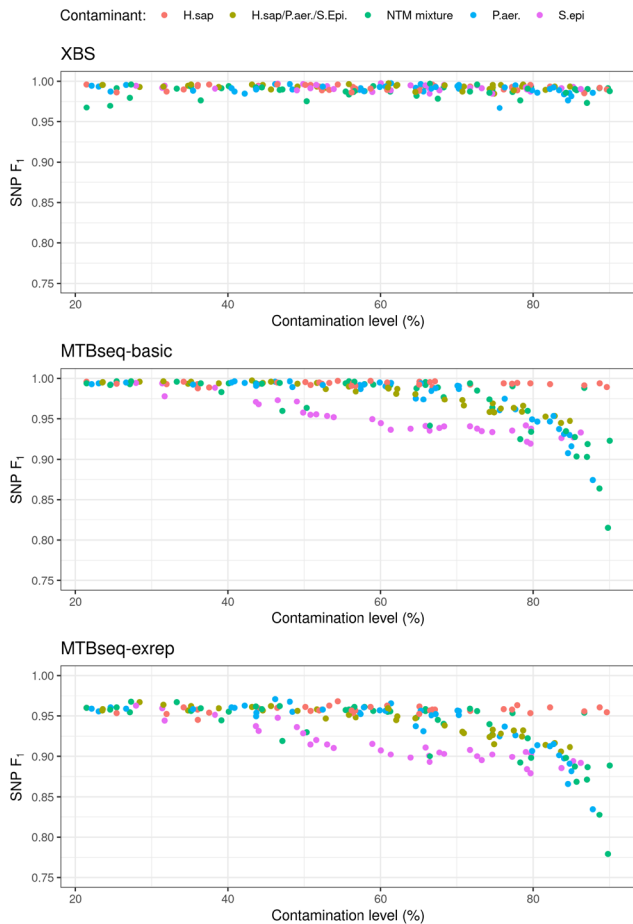 Contaminant: H.sap H.sap/P.aer./S.Epi. NTM mixture P.aer. S.epi
XBS
1.00
0.95
0.90
0.85
0.80
0.75
SNP F1
20 40 60 80
Contamination level (%)
MTBseq-basic
1.00
0.95
0.90
0.85
0.80
0.75
SNP F1
20 40 60 80
Contamination level (%)
MTBseq-exrep
1.00
0.95
0.90
0.85
0.80
0.75
SNP F1
20 40 60 80
Contamination level (%)